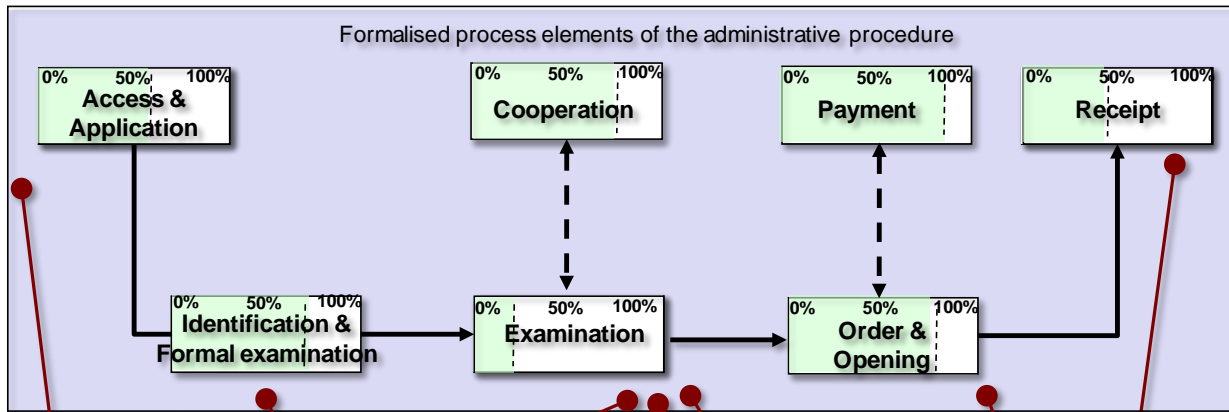 Formalised process elements of the administrative procedure
0% 50% 100%
Access &
Application
0% 50% 100%
Cooperation
0% 50% 100%
Payment
0% 50% 100%
Receipt
0% 50% 100%
Identification &
Formal examination
0% 50% 100%
Examination
0% 50% 100%
Order &
Opening